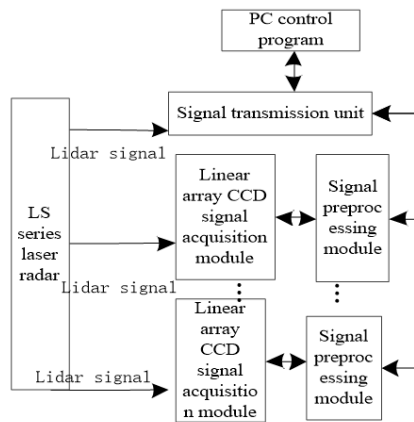 PC control
program
Signal transmission unit
Lidar signal
LS
series
laser
radar
Linear
array CCD
signal
acquisition
module
Signal
preproc
essing
module
Lidar signal
Linear
array
CCD
signal
acquisitio
n module
Signal
preproc
essing
module
Lidar signal